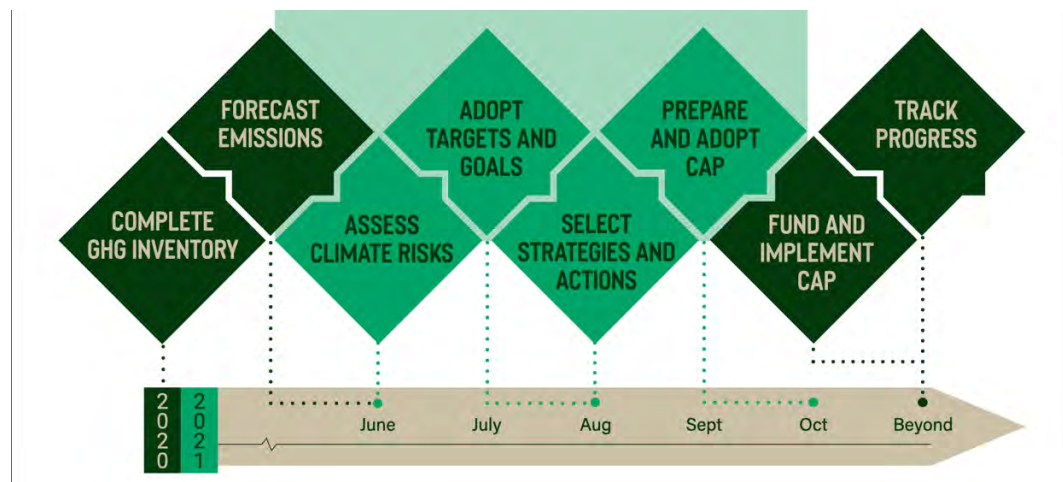 FORECAST
EMISSIONS
ADOPT
TARGETS AND
GOALS
PREPARE
AND ADOPT
CAP
TRACK
PROGRESS
COMPLETE
GHG INVENTORY
ASSESS
CLIMATE RISKS
SELECT
STRATEGIES AND
ACTIONS
FUND AND
IMPLEMENT
CAP
2020
2021
June
July
Aug
Sept
Oct
Beyond